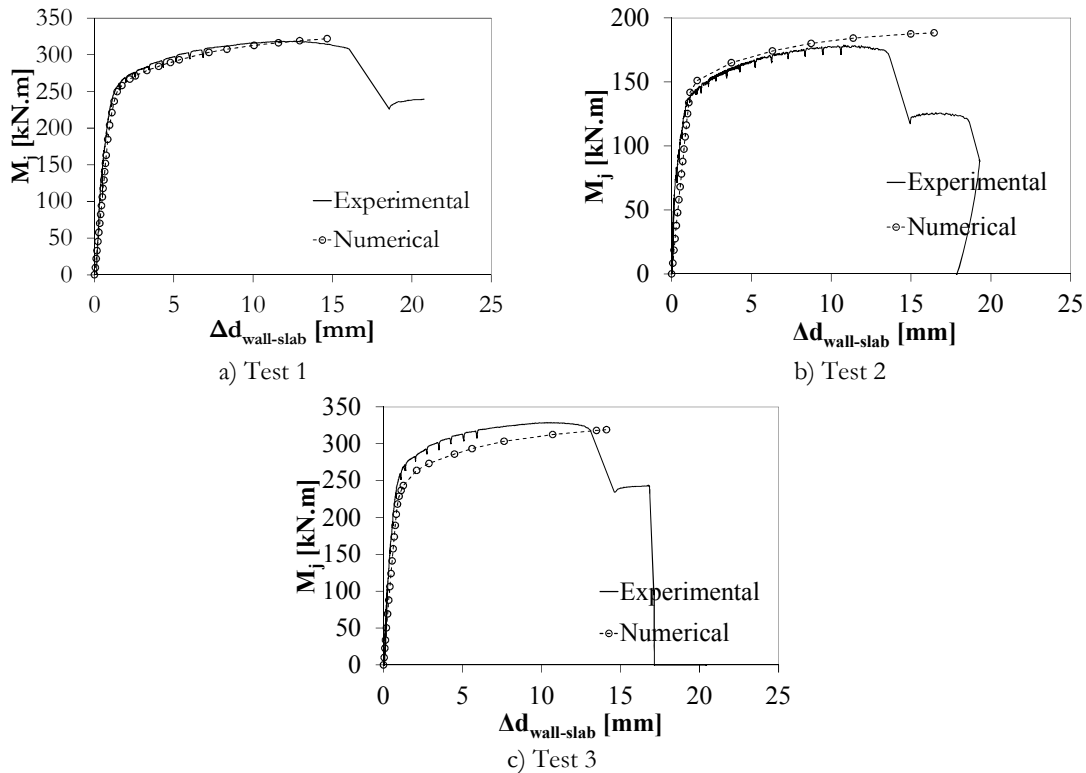 350
300
250
200
150
100
50
0
M_j [kN.m]
Experimental
Numerical
0 5 10 15 20 25
Δd_wall-slab [mm]
a) Test 1
200
150
100
50
0
M_j [kN.m]
Experimental
Numerical
0 5 10 15 20 25
Δd_wall-slab [mm]
b) Test 2
350
300
250
200
150
100
50
0
M_j [kN.m]
Experimental
Numerical
0 5 10 15 20 25
Δd_wall-slab [mm]
c) Test 3